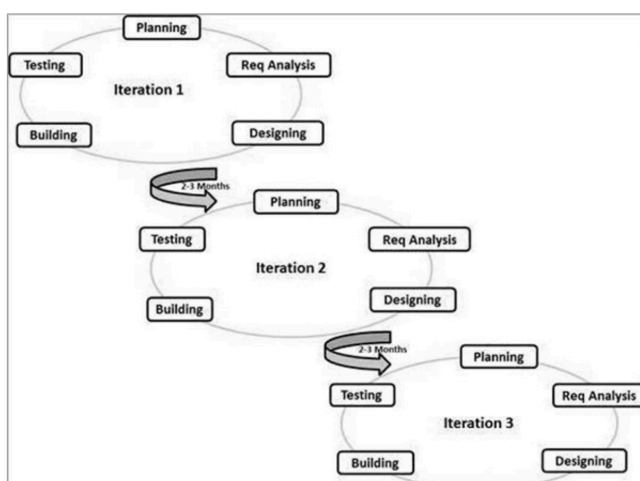 Planning
Testing
Req Analysis
Iteration 1
Building
Designing
2-3 Months
Planning
Testing
Req Analysis
Iteration 2
Building
Designing
2-3 Months
Planning
Testing
Req Analysis
Iteration 3
Building
Designing